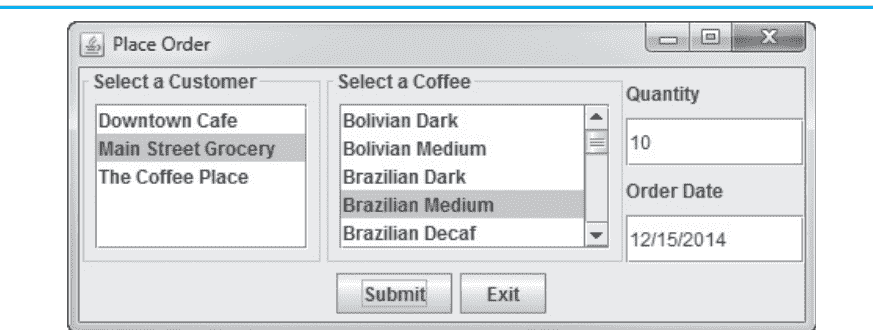 Place Order
Select a Customer
Downtown Cafe
Main Street Grocery
The Coffee Place
Select a Coffee
Bolivian Dark
Bolivian Medium
Brazilian Dark
Brazilian Medium
Brazilian Decaf
Quantity
10
Order Date
12/15/2014
Submit
Exit